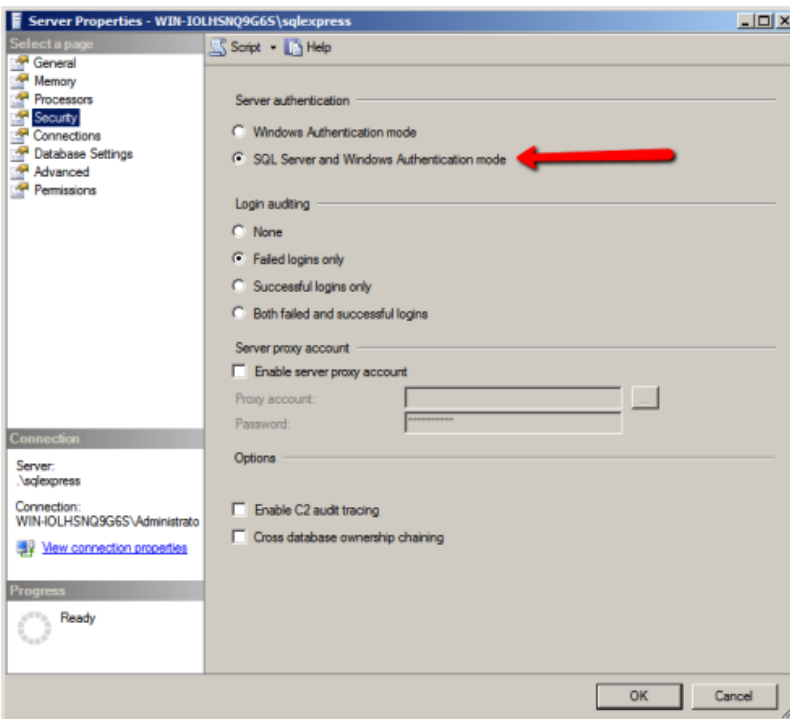 Server Properties - WIN-IOLHSNQ9G6S\sqlexpress
Select a page
Script Help
General
Memory
Processors
Security
Connections
Database Settings
Advanced
Permissions
Server authentication
Windows Authentication mode
SQL Server and Windows Authentication mode
Login auditing
None
Failed logins only
Successful logins only
Both failed and successful logins
Server proxy account
Enable server proxy account
Proxy account:
...
Password:
**********
Options
Enable C2 audit tracing
Cross database ownership chaining
Connection
Server:
.\sqlexpress
Connection:
WIN-IOLHSNQ9G6S\Administrato
View connection properties
Progress
Ready
OK Cancel